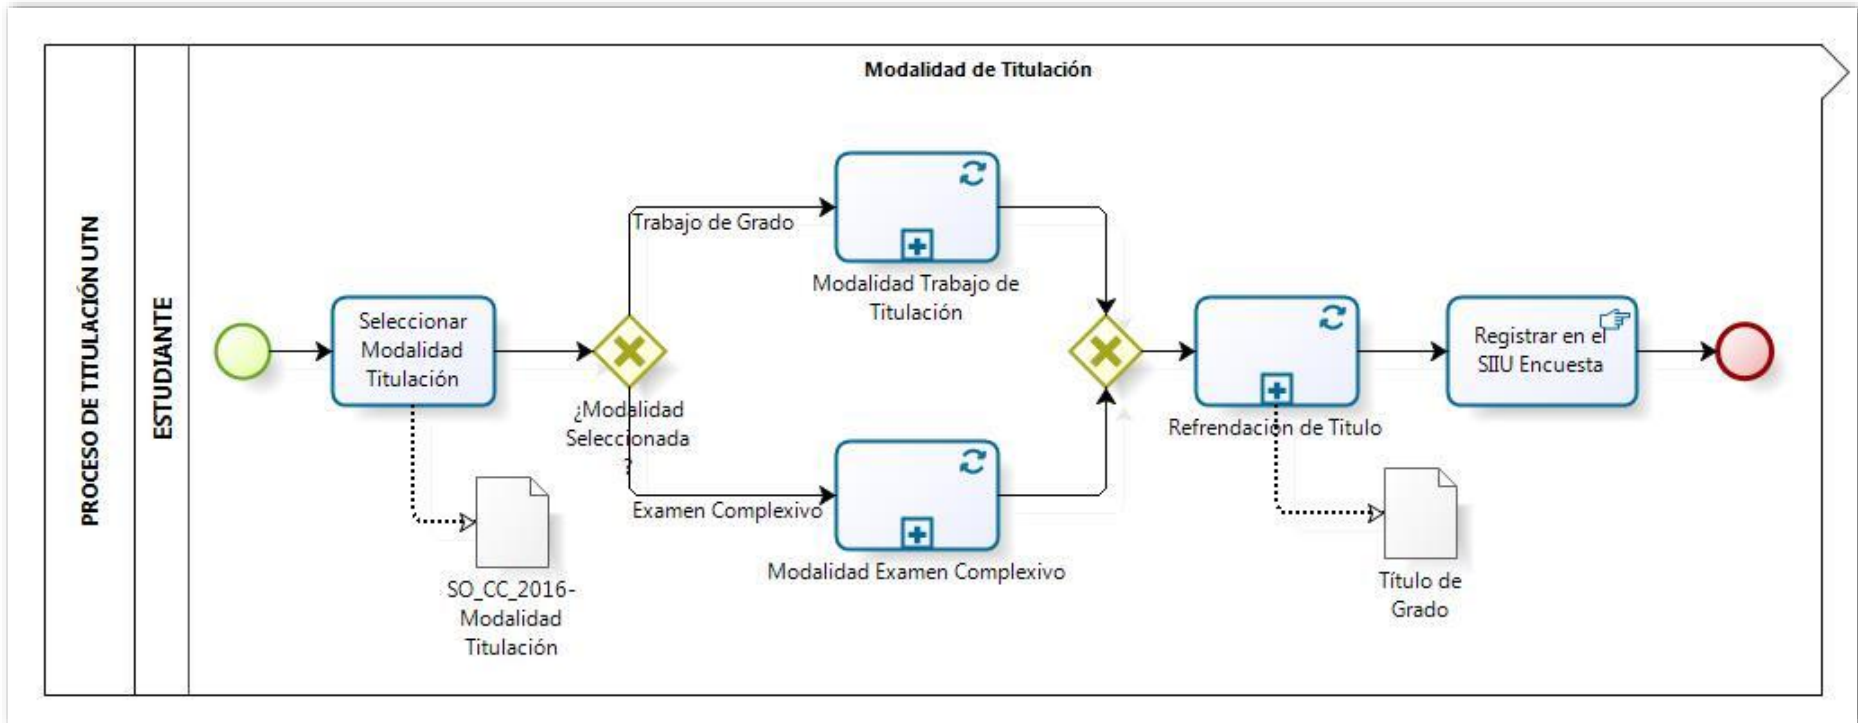 Modalidad de Titulación
PROCESO DE TITULACIÓN UTN
ESTUDIANTE
Seleccionar
Modalidad
Titulación
SO_CC_2016-
Modalidad
Titulación
¿Modalidad
Seleccionada
?
Trabajo de Grado
Modalidad Trabajo de
Titulación
Examen Complexivo
Modalidad Examen Complexivo
Refrendación de Titulo
Título de
Grado
Registrar en el
SIIU Encuesta